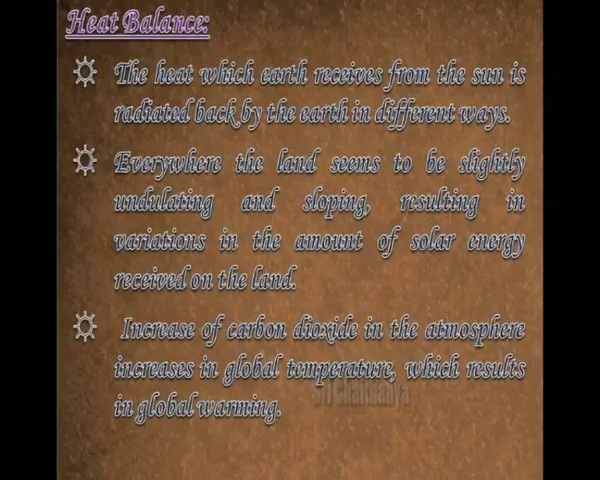 Heat Balance:
The heat which earth receives from the sun is
radiated back by the earth in different ways.
Everywhere the land seems to be slightly
undulating and sloping, resulting in
variations in the amount of solar energy
received on the land.
Increase of carbon dioxide in the atmosphere
increases in global temperature, which results
in global warming.
Sri Chaitanya